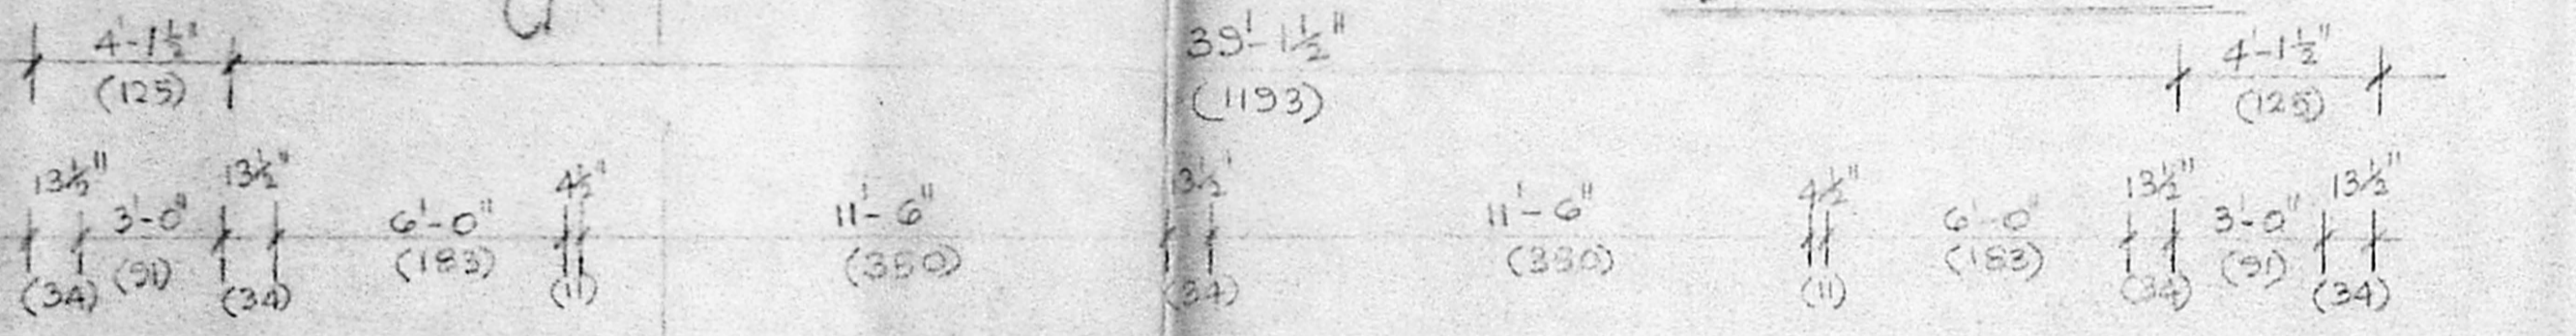 4'-1½" 39'-1½" 4'-1½"
(125) (1193) (125)
13½" 13½" 4½" 13½' 4½" 13½" 13½"
3'-0" 6'-0" 11'-6" 11'-6" 6'-0" 3'-0"
(91) (183) (350) (350) (183) (91)
(34) (34) (11) (34) (11) (34) (34)